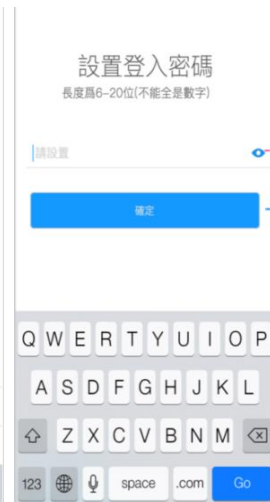 設置登入密碼
長度爲6-20位(不能全是數字)
請設置
確定
Q W E R T Y U I O P
A S D F G H J K L
Z X C V B N M
123 space .com Go